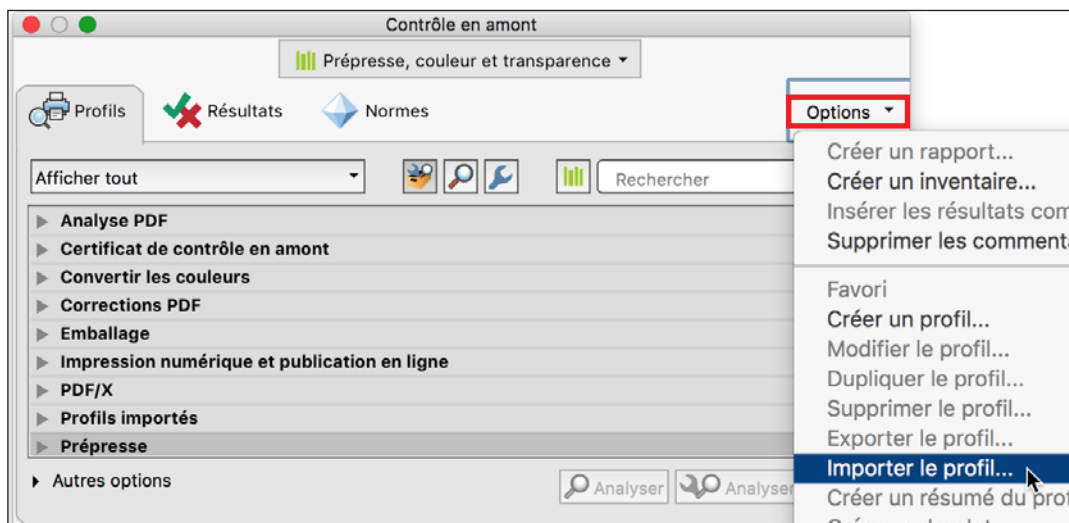 Contrôle en amont
Prépresse, couleur et transparence
Profils
Résultats
Normes
Options
Afficher tout
Rechercher
Analyse PDF
Certificat de contrôle en amont
Convertir les couleurs
Corrections PDF
Emballage
Impression numérique et publication en ligne
PDF/X
Profils importés
Prépresse
Autres options
Analyser
Analyser
Créer un rapport...
Créer un inventaire...
Insérer les résultats com
Supprimer les comment
Favori
Créer un profil...
Modifier le profil...
Dupliquer le profil...
Supprimer le profil...
Exporter le profil...
Importer le profil...
Créer un résumé du prof